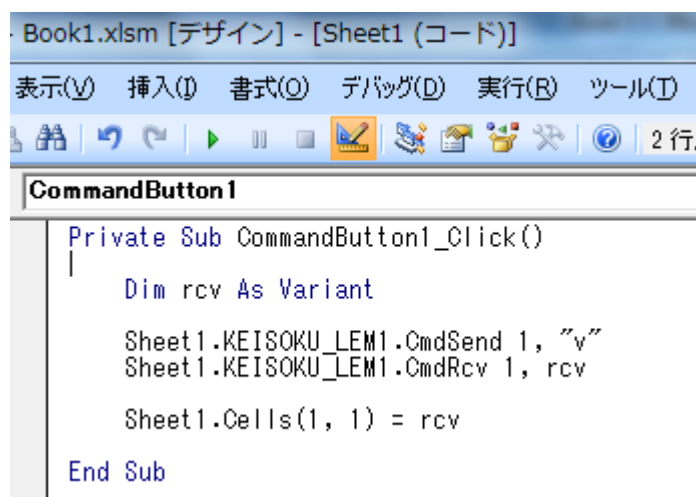 Book1.xlsm [デザイン] - [Sheet1 (コード)]
表示(V) 挿入(I) 書式(O) デバッグ(D) 実行(R) ツール(T)
2 行,
CommandButton1
Private Sub CommandButton1_Click()
Dim rcv As Variant
Sheet1.KEISOKU_LEM1.CmdSend 1, "v"
Sheet1.KEISOKU_LEM1.CmdRcv 1, rcv
Sheet1.Cells(1, 1) = rcv
End Sub